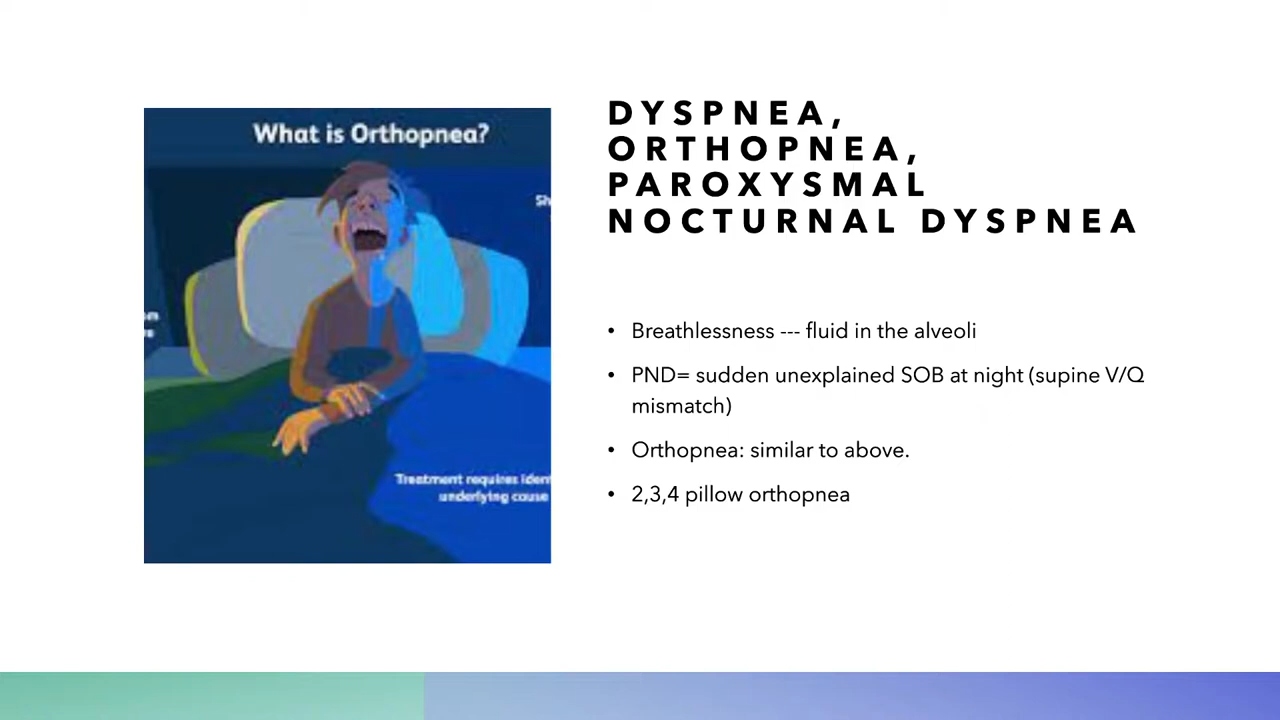 What is Orthopnea?
Sh
Treatment requires iden
underlying cause
DYSPNEA,
ORTHOPNEA,
PAROXYSMAL
NOCTURNAL DYSPNEA
• Breathlessness --- fluid in the alveoli
• PND= sudden unexplained SOB at night (supine V/Q
mismatch)
• Orthopnea: similar to above.
• 2,3,4 pillow orthopnea